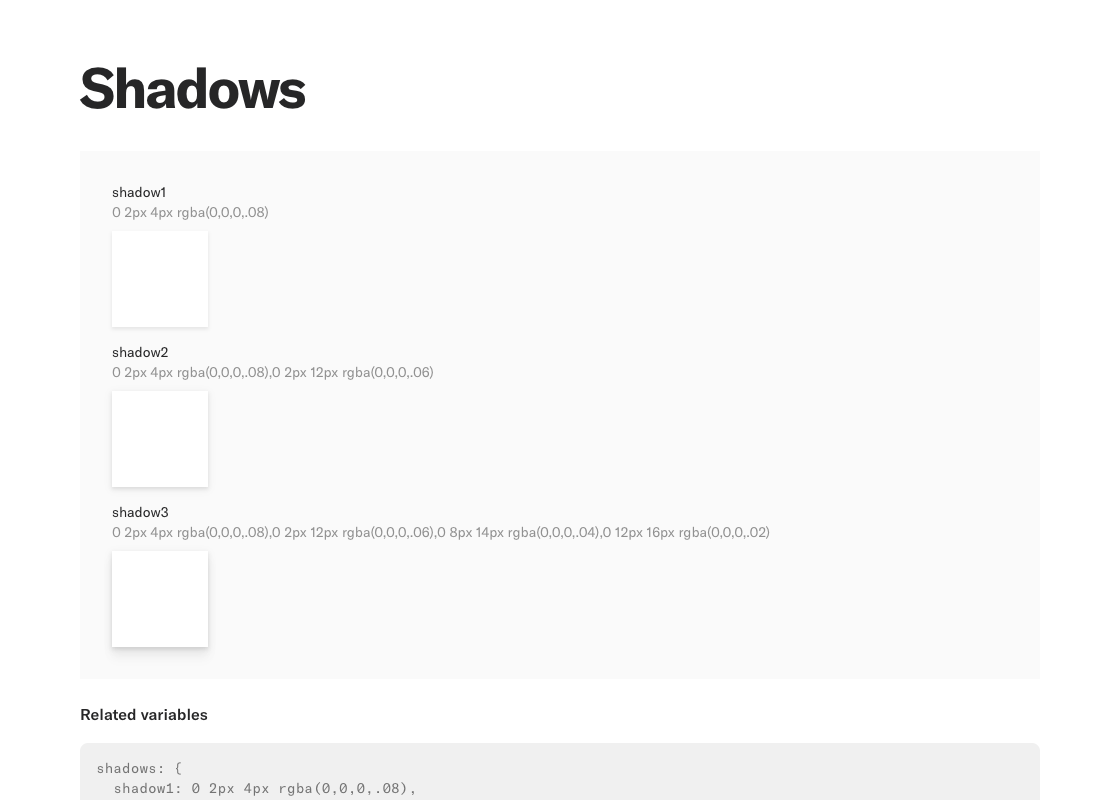 Shadows
shadow1
0 2px 4px rgba(0,0,0,.08)
shadow2
0 2px 4px rgba(0,0,0,.08),0 2px 12px rgba(0,0,0,.06)
shadow3
0 2px 4px rgba(0,0,0,.08),0 2px 12px rgba(0,0,0,.06),0 8px 14px rgba(0,0,0,.04),0 12px 16px rgba(0,0,0,.02)
Related variables
shadows: {
  shadow1: 0 2px 4px rgba(0,0,0,.08),